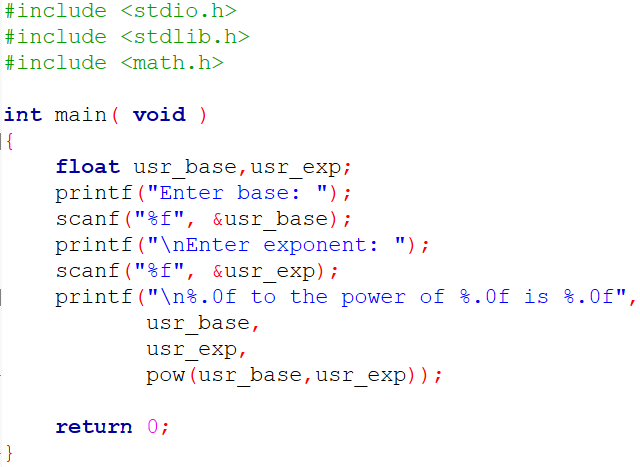 #include <stdio.h>
#include <stdlib.h>
#include <math.h>
int main( void )
{
float usr_base,usr_exp;
printf("Enter base: ");
scanf("%f", &usr_base);
printf("\nEnter exponent: ");
scanf("%f", &usr_exp);
printf("\n%.0f to the power of %.0f is %.0f",
usr_base,
usr_exp,
pow(usr_base,usr_exp));
return 0;
}